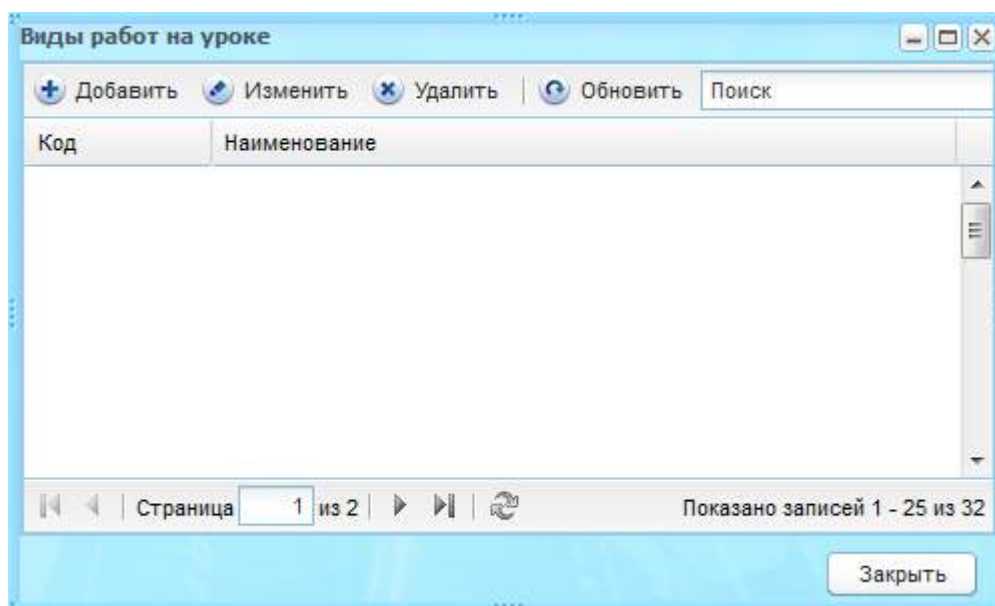 Виды работ на уроке
Добавить Изменить Удалить Обновить Поиск
Код Наименование
Страница 1 из 2 Показано записей 1 - 25 из 32
Закрыть